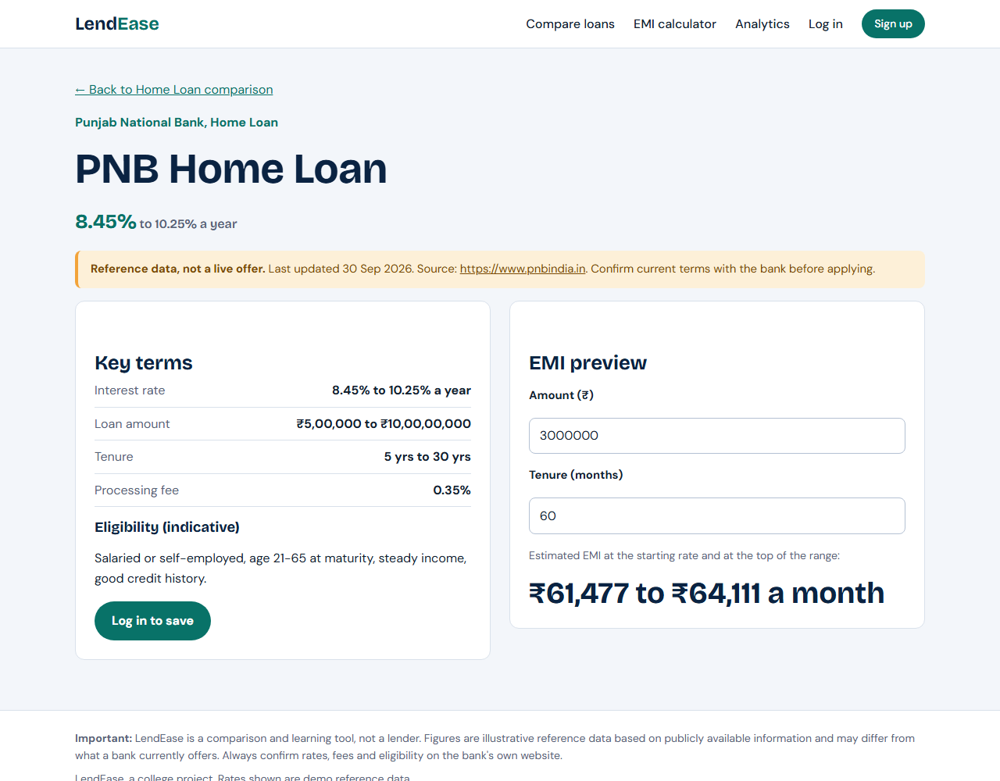 LendEase
Compare loans
EMI calculator
Analytics
Log in
Sign up
← Back to Home Loan comparison
Punjab National Bank, Home Loan
PNB Home Loan
8.45% to 10.25% a year
Reference data, not a live offer. Last updated 30 Sep 2026. Source: https://www.pnbindia.in. Confirm current terms with the bank before applying.
Key terms
Interest rate 8.45% to 10.25% a year
Loan amount ₹5,00,000 to ₹10,00,00,000
Tenure 5 yrs to 30 yrs
Processing fee 0.35%
Eligibility (indicative)
Salaried or self-employed, age 21-65 at maturity, steady income,
good credit history.
Log in to save
EMI preview
Amount (₹)
3000000
Tenure (months)
60
Estimated EMI at the starting rate and at the top of the range:
₹61,477 to ₹64,111 a month
Important: LendEase is a comparison and learning tool, not a lender. Figures are illustrative reference data based on publicly available information and may differ from
what a bank currently offers. Always confirm rates, fees and eligibility on the bank's own website.
LendEase, a college project. Rates shown are demo reference data.